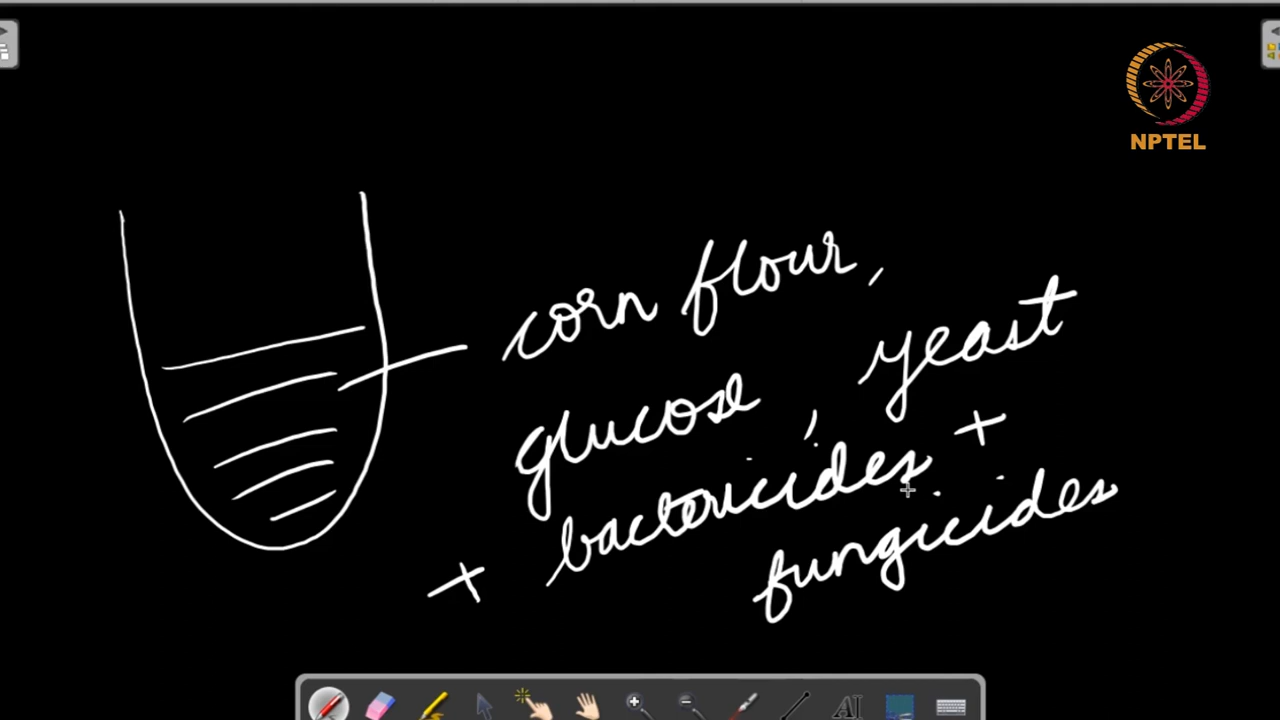 NPTEL
corn flour,
glucose, yeast
+ bactericides +
fungicides